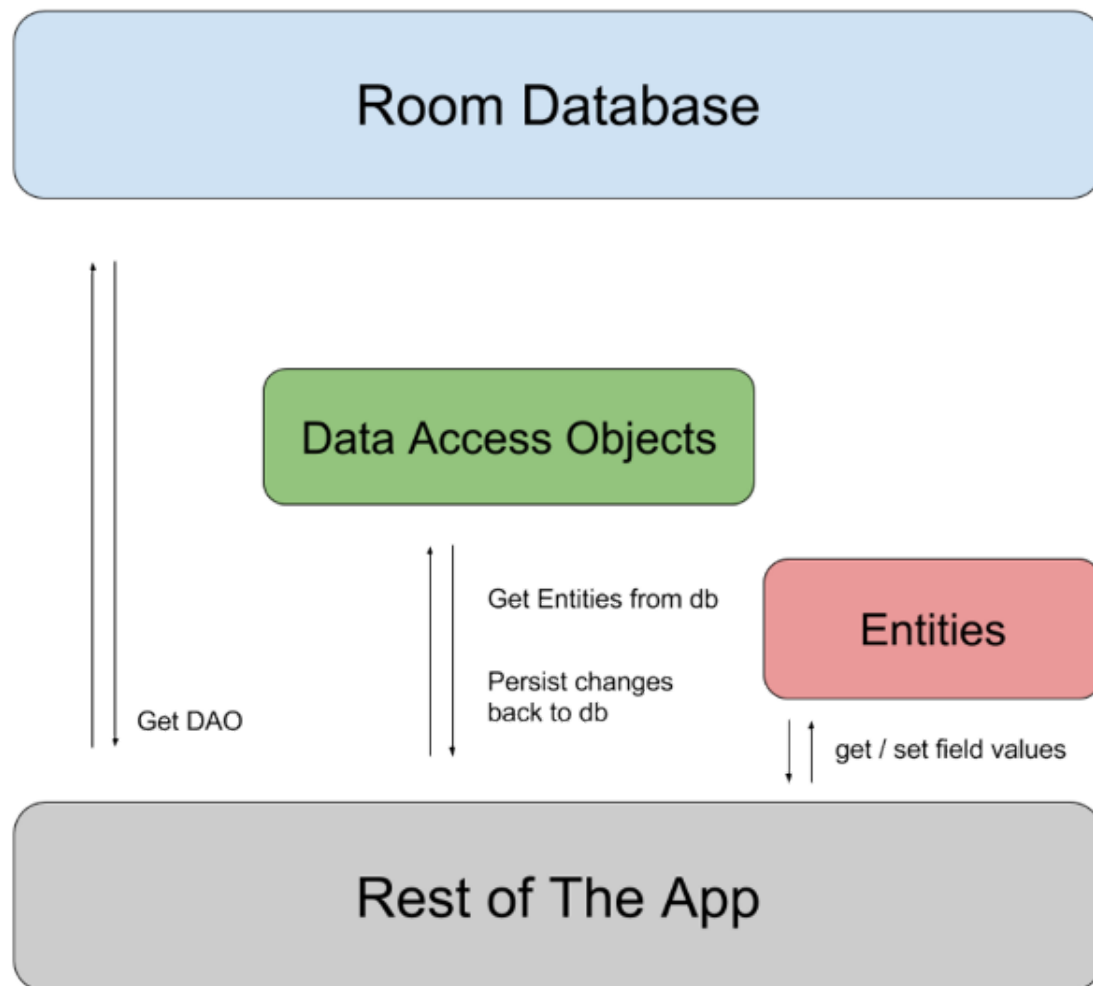 Room Database
Data Access Objects
Get Entities from db
Entities
Persist changes
back to db
Get DAO
get / set field values
Rest of The App